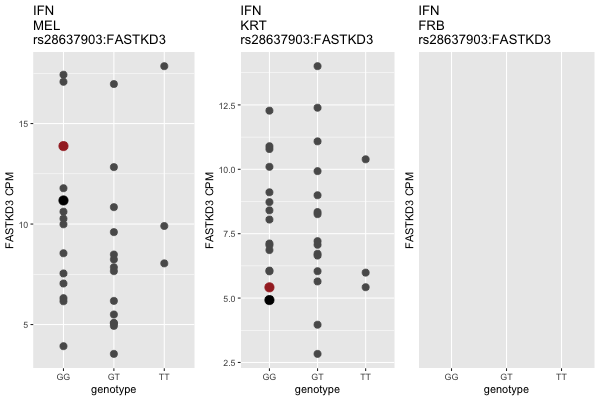 IFN
MEL
rs28637903:FASTKD3
FASTKD3 CPM
15
10
5
GG
GT
TT
genotype
IFN
KRT
rs28637903:FASTKD3
FASTKD3 CPM
12.5
10.0
7.5
5.0
2.5
GG
GT
TT
genotype
IFN
FRB
rs28637903:FASTKD3
FASTKD3 CPM
GG
GT
TT
genotype